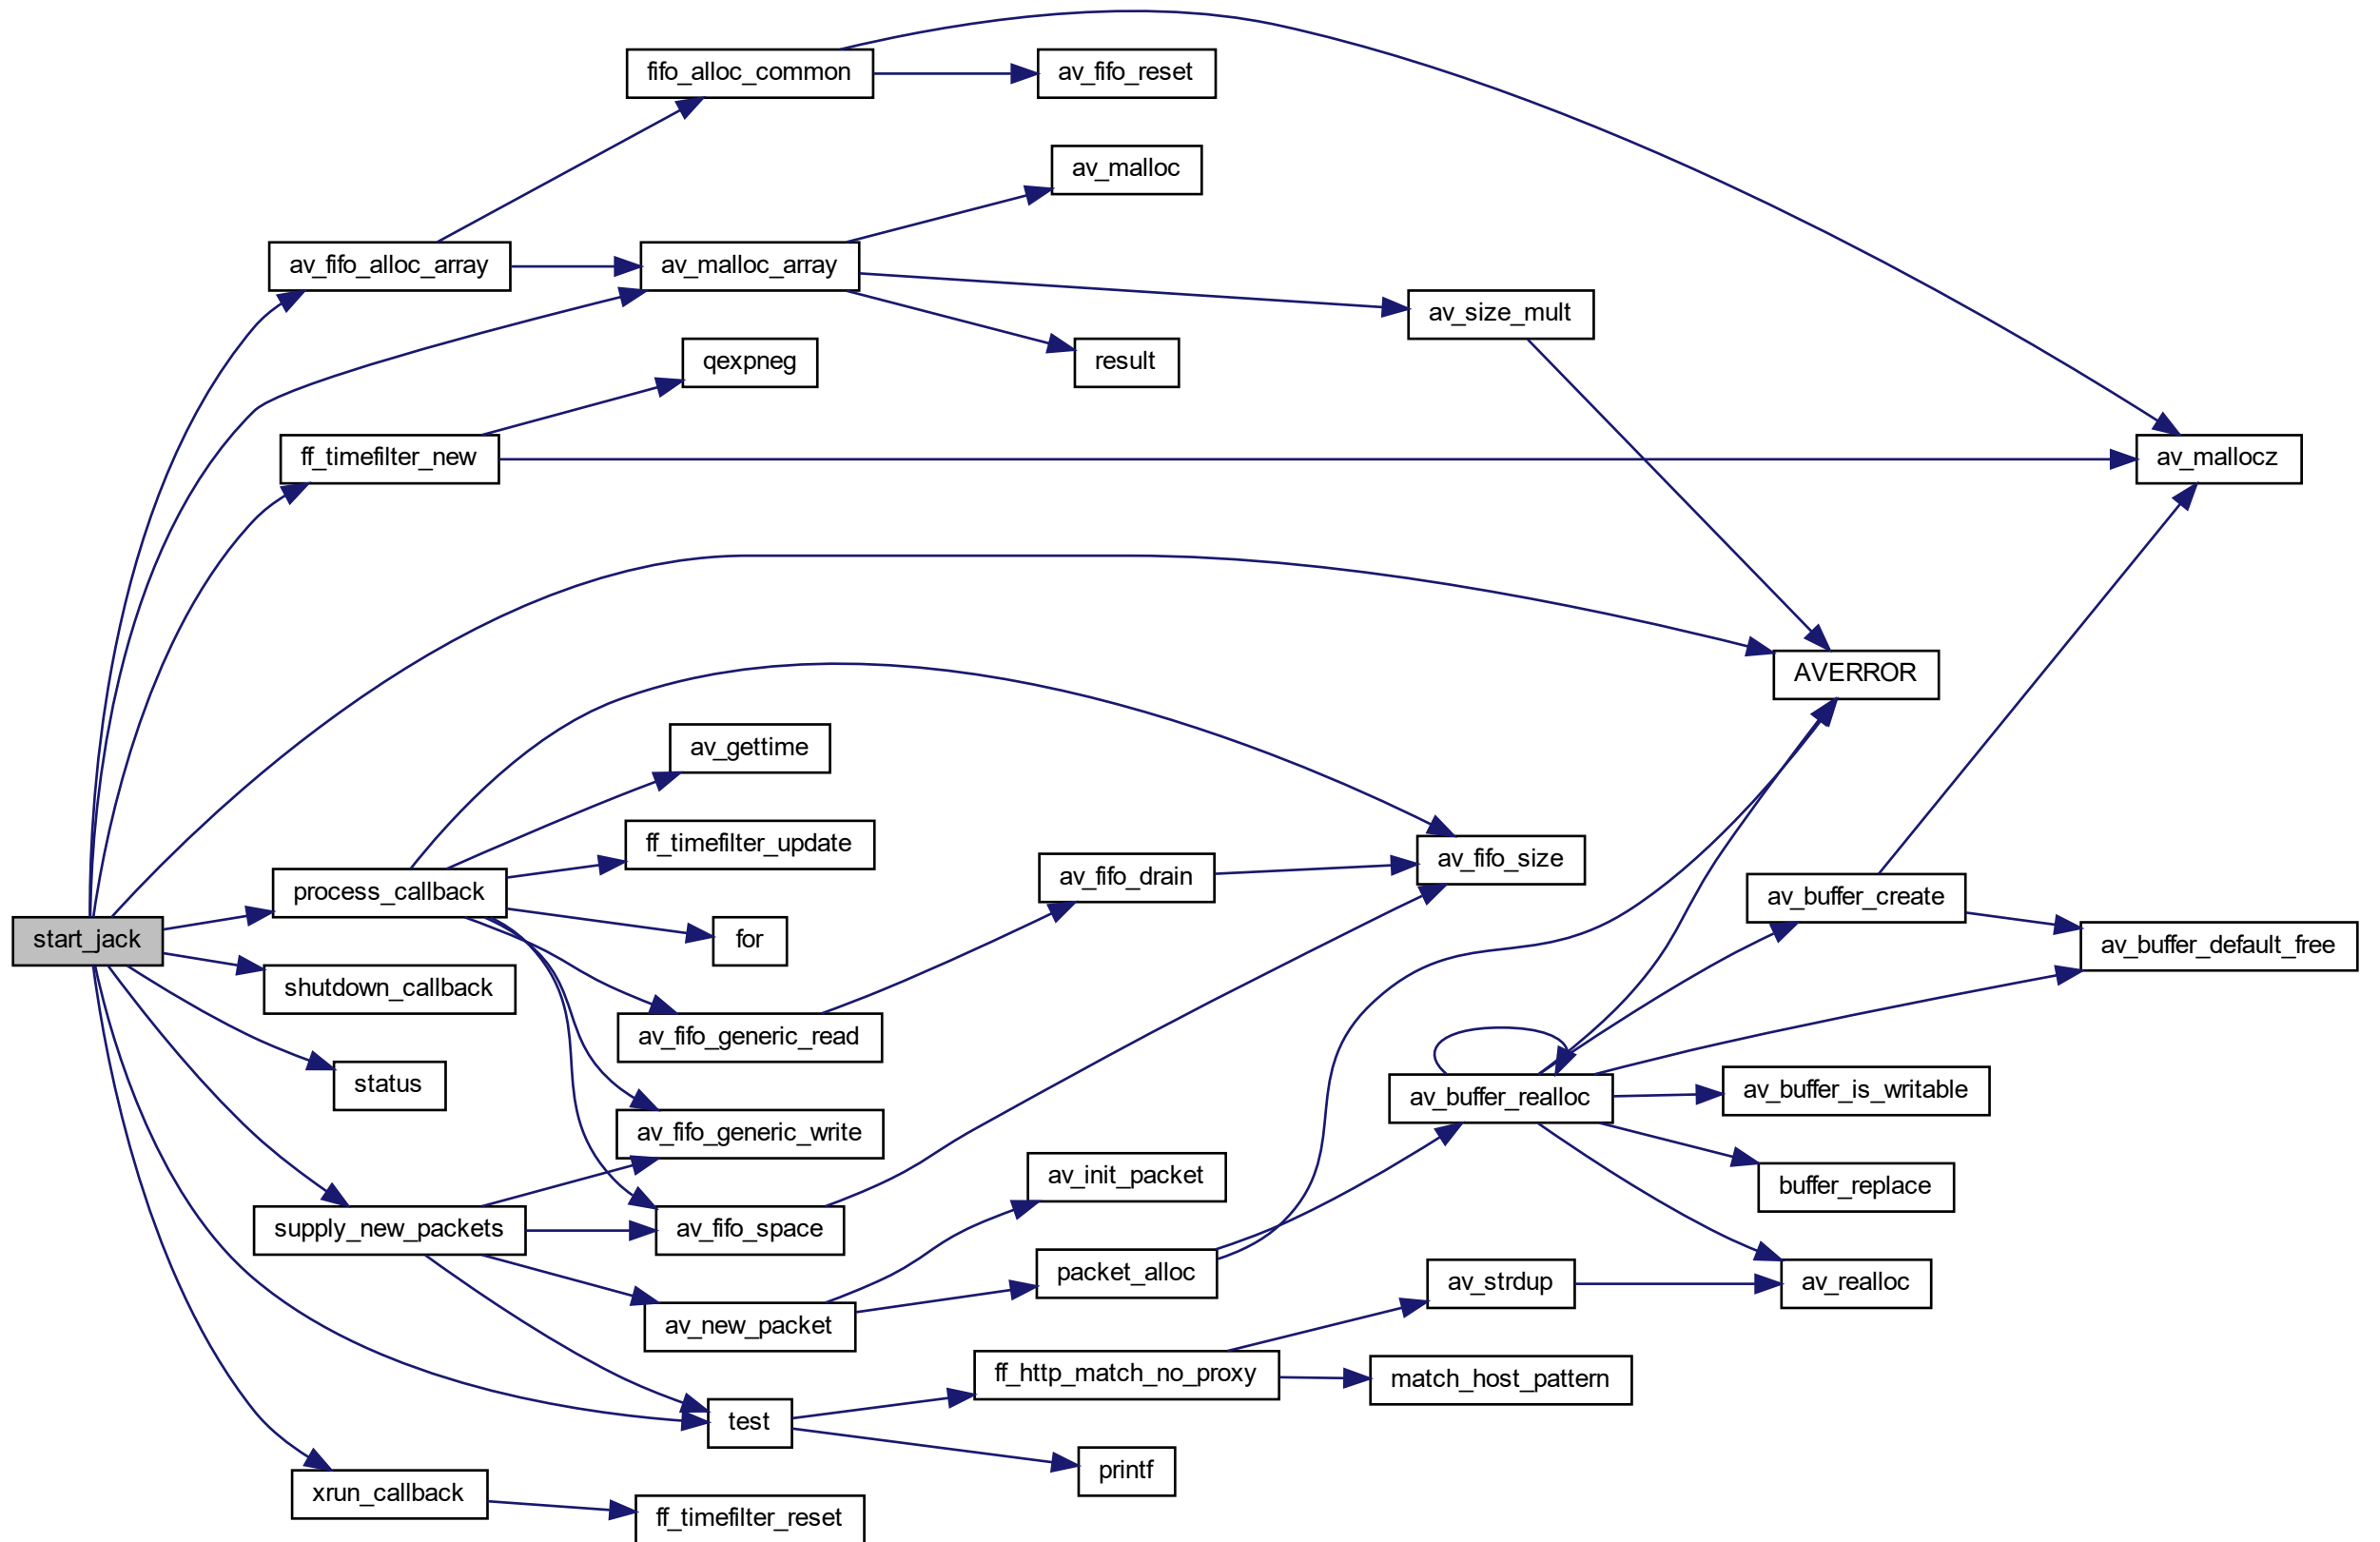 fifo_alloc_common
av_fifo_reset
av_malloc
av_fifo_alloc_array
av_malloc_array
av_size_mult
qexpneg
result
ff_timefilter_new
av_mallocz
AVERROR
av_gettime
ff_timefilter_update
av_fifo_size
process_callback
av_fifo_drain
av_buffer_create
start_jack
for
av_buffer_default_free
shutdown_callback
av_fifo_generic_read
status
av_buffer_realloc
av_buffer_is_writable
av_fifo_generic_write
av_init_packet
buffer_replace
supply_new_packets
av_fifo_space
packet_alloc
av_strdup
av_realloc
av_new_packet
ff_http_match_no_proxy
match_host_pattern
test
printf
xrun_callback
ff_timefilter_reset